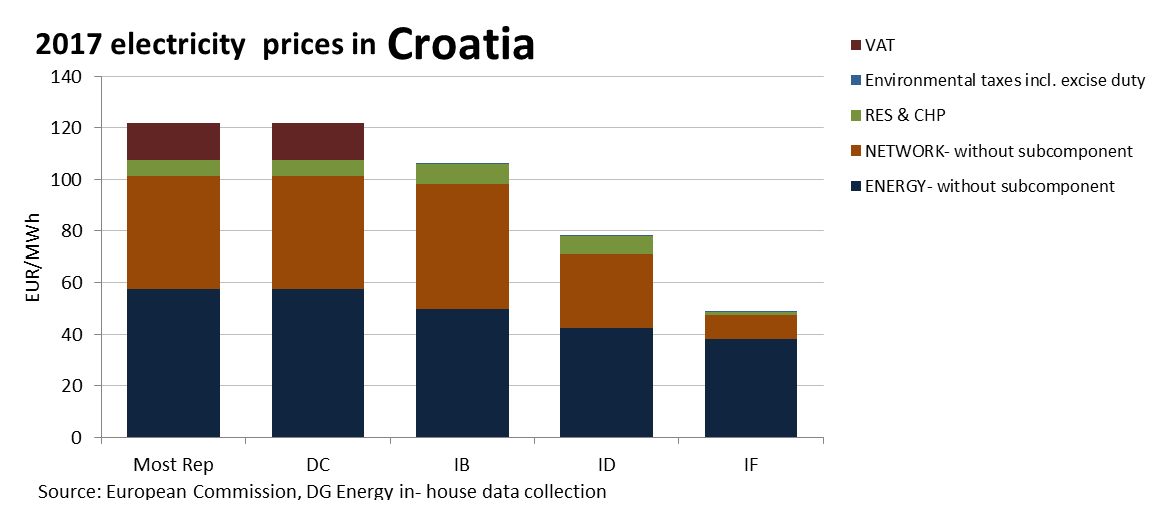 2017 electricity prices in Croatia
VAT
Environmental taxes incl. excise duty
RES & CHP
NETWORK- without subcomponent
ENERGY- without subcomponent
EUR/MWh
140
120
100
80
60
40
20
0
Most Rep DC IB ID IF
Source: European Commission, DG Energy in- house data collection